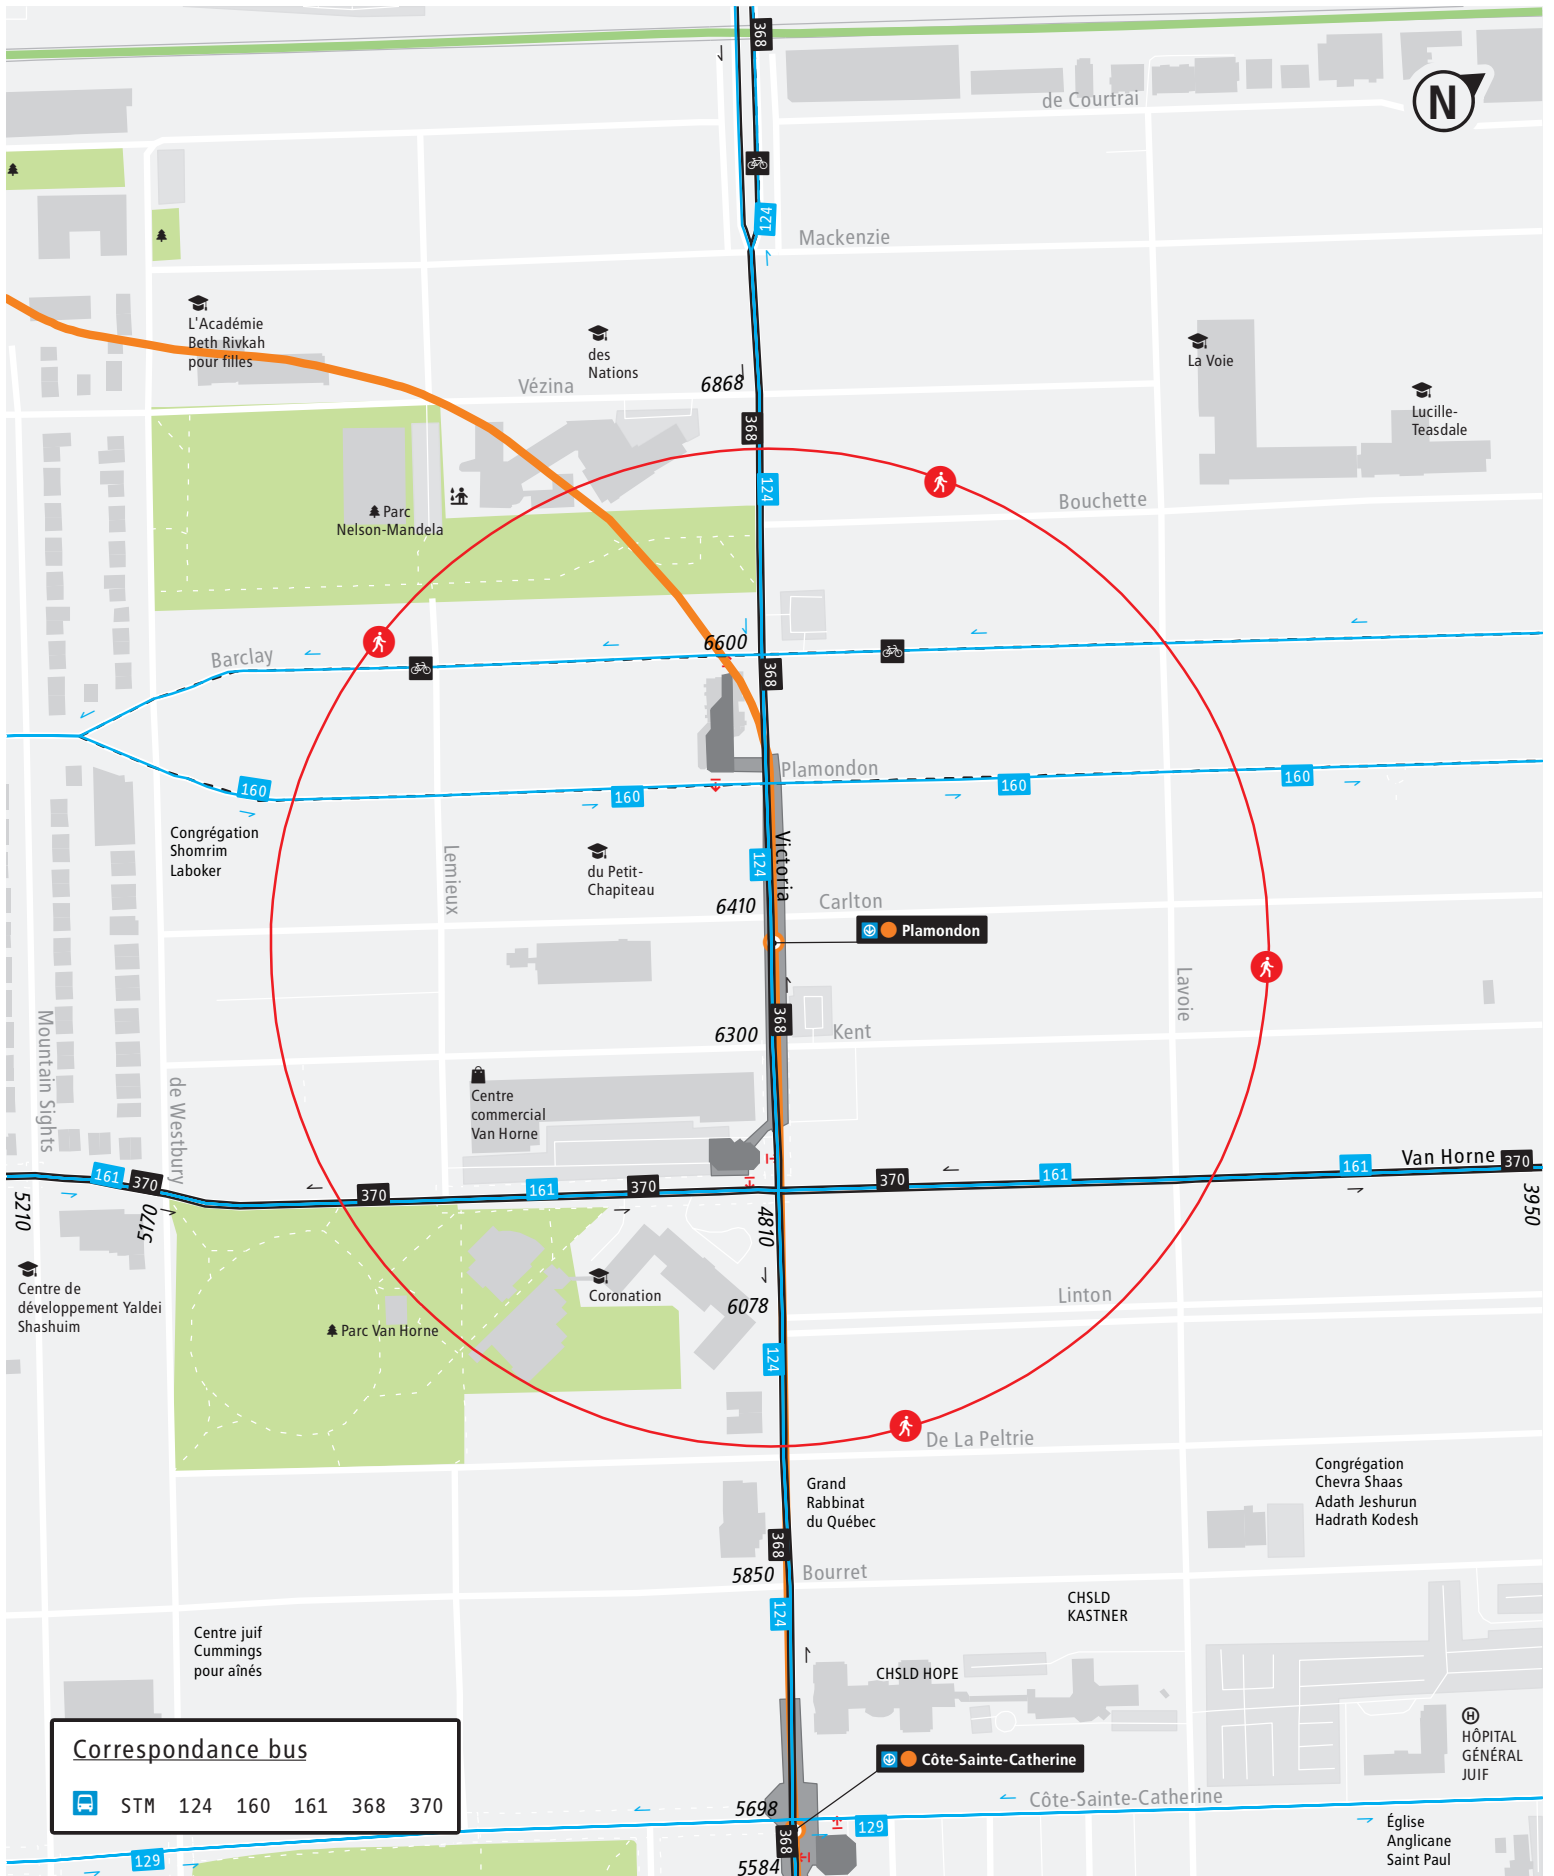 368
de Courtrai
N
124
Mackenzie
L'Académie
Beth Rivkah
pour filles
des
Nations
La Voie
6868
Vézina
Lucille-
Teasdale
368
124
Bouchette
Parc
Nelson-Mandela
6600
Barclay
368
Plamondon
160
160
160
160
Congrégation
Shomrim
Laboker
Lemieux
du Petit-
Chapiteau
124
Victoria
6410
Carlton
Plamondon
Lavoie
Mountain Sights
6300
368
Kent
de Westbury
Centre
commercial
Van Horne
161
370
370
161
370
370
161
161
Van Horne
370
5210
5170
4810
3950
Centre de
développement Yaldei
Shashuim
Coronation
6078
Linton
Parc Van Horne
124
De La Peltrie
Grand
Rabbinat
du Québec
Congrégation
Chevra Shaas
Adath Jeshurun
Hadrath Kodesh
368
5850
Bourret
124
CHSLD
KASTNER
Centre juif
Cummings
pour aînés
CHSLD HOPE
H
HÔPITAL
GÉNÉRAL
JUIF
Correspondance bus
STM 124 160 161 368 370
Côte-Sainte-Catherine
5698
Côte-Sainte-Catherine
129
368
129
5584
Église
Anglicane
Saint Paul